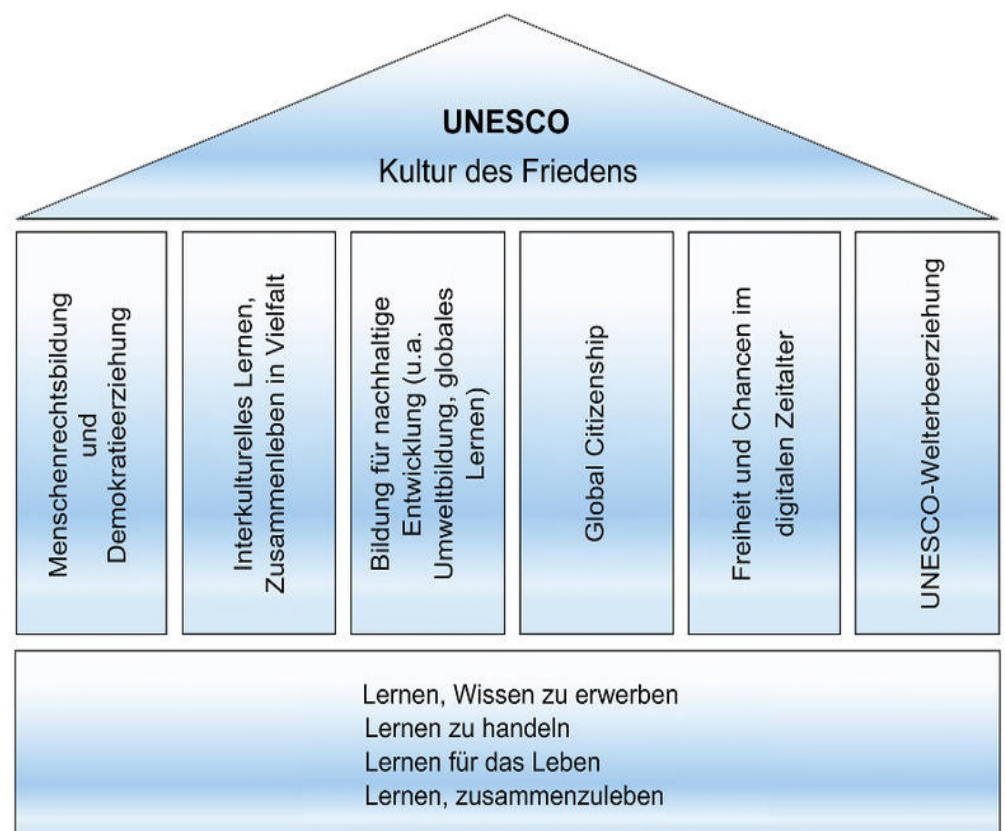 UNESCO
Kultur des Friedens
Menschenrechtsbildung
und
Demokratieerziehung
Interkulturelles Lernen,
Zusammenleben in Vielfalt
Bildung für nachhaltige
Entwicklung (u.a.
Umweltbildung, globales
Lernen)
Global Citizenship
Freiheit und Chancen im
digitalen Zeitalter
UNESCO-Welterbeerziehung
Lernen, Wissen zu erwerben
Lernen zu handeln
Lernen für das Leben
Lernen, zusammenzuleben